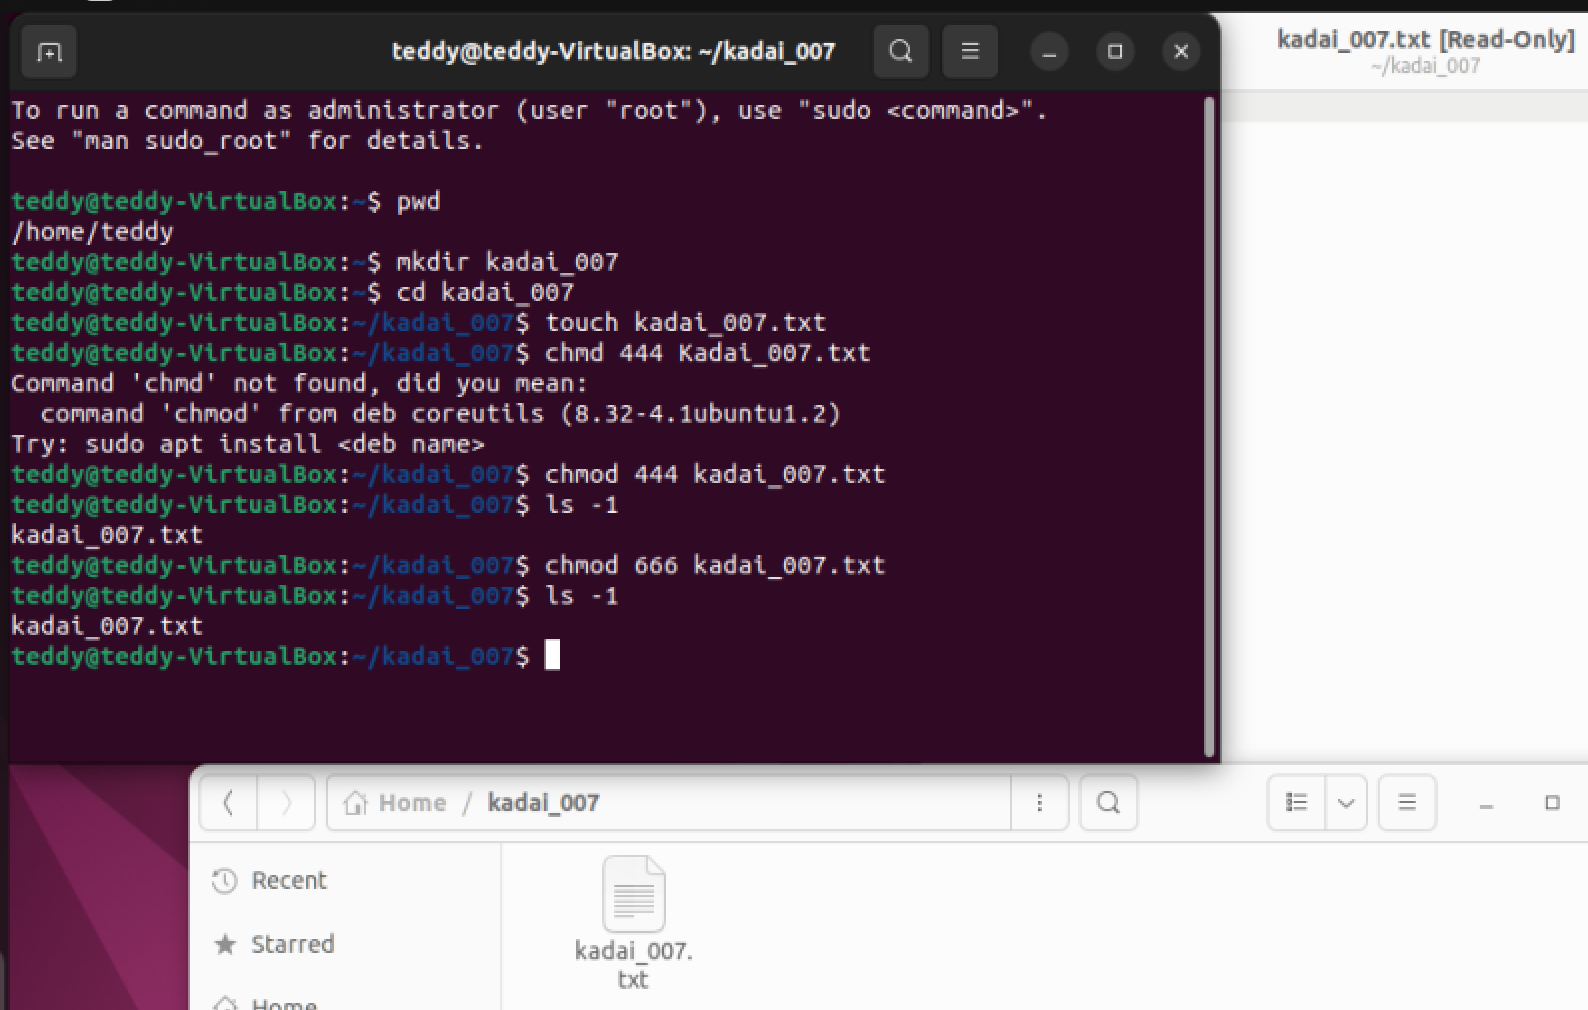 teddy@teddy-VirtualBox: ~/kadai_007
kadai_007.txt [Read-Only]
~/kadai_007
To run a command as administrator (user "root"), use "sudo <command>".
See "man sudo_root" for details.
teddy@teddy-VirtualBox:~$ pwd
/home/teddy
teddy@teddy-VirtualBox:~$ mkdir kadai_007
teddy@teddy-VirtualBox:~$ cd kadai_007
teddy@teddy-VirtualBox:~/kadai_007$ touch kadai_007.txt
teddy@teddy-VirtualBox:~/kadai_007$ chmd 444 Kadai_007.txt
Command 'chmd' not found, did you mean:
  command 'chmod' from deb coreutils (8.32-4.1ubuntu1.2)
Try: sudo apt install <deb name>
teddy@teddy-VirtualBox:~/kadai_007$ chmod 444 kadai_007.txt
teddy@teddy-VirtualBox:~/kadai_007$ ls -1
kadai_007.txt
teddy@teddy-VirtualBox:~/kadai_007$ chmod 666 kadai_007.txt
teddy@teddy-VirtualBox:~/kadai_007$ ls -1
kadai_007.txt
teddy@teddy-VirtualBox:~/kadai_007$
Home / kadai_007
Recent
Starred
Home
kadai_007.
txt